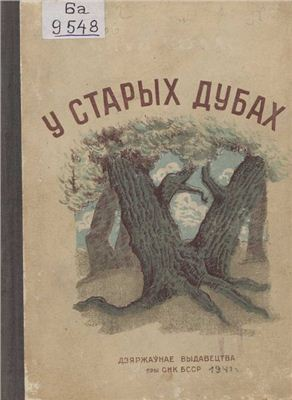 Ба
9548
У СТАРЫХ ДУБАХ
ДЗЯРЖАЎНАЕ ВЫДАВЕЦТВА
ПРЫ СНК БССР 1941